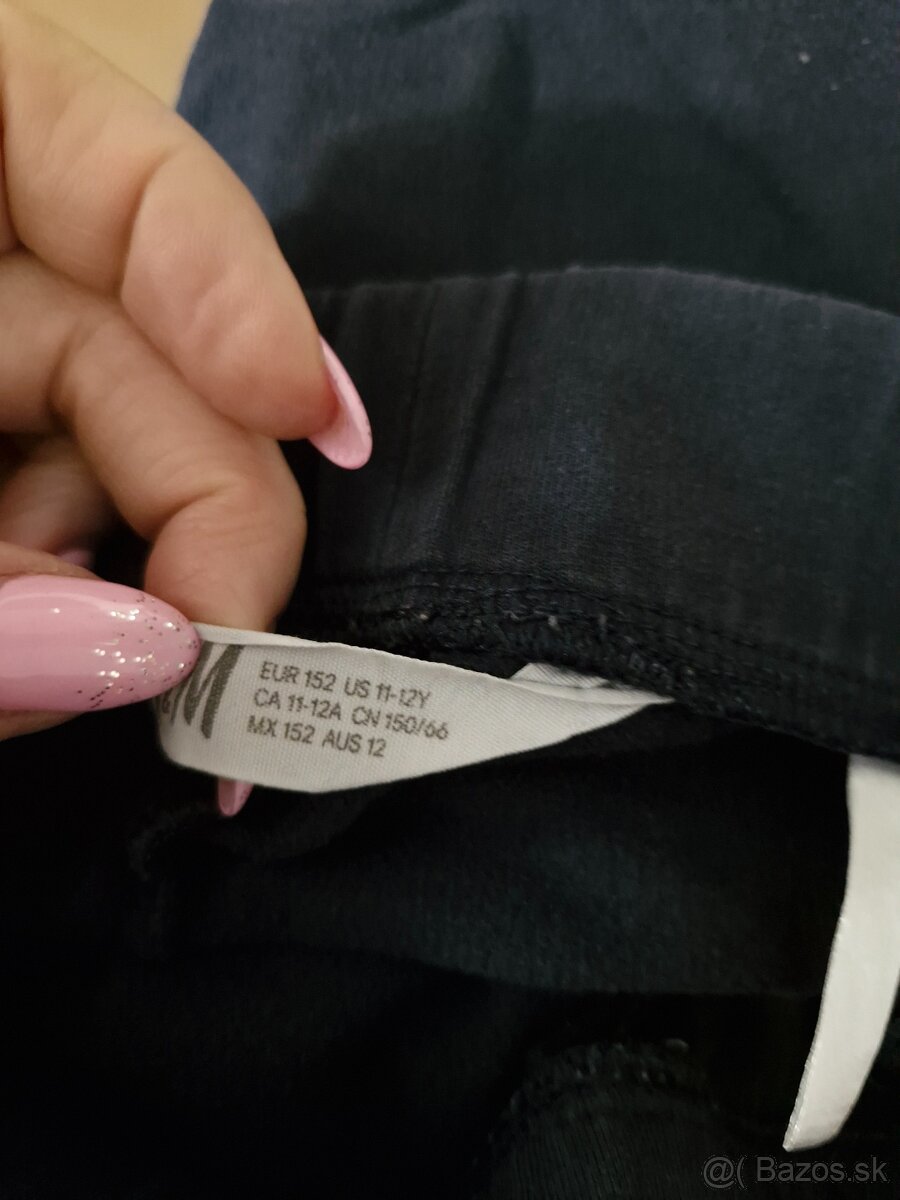 &M
EUR 152 US 11-12Y
CA 11-12A CN 150/66
MX 152 AUS 12
@( Bazos.sk